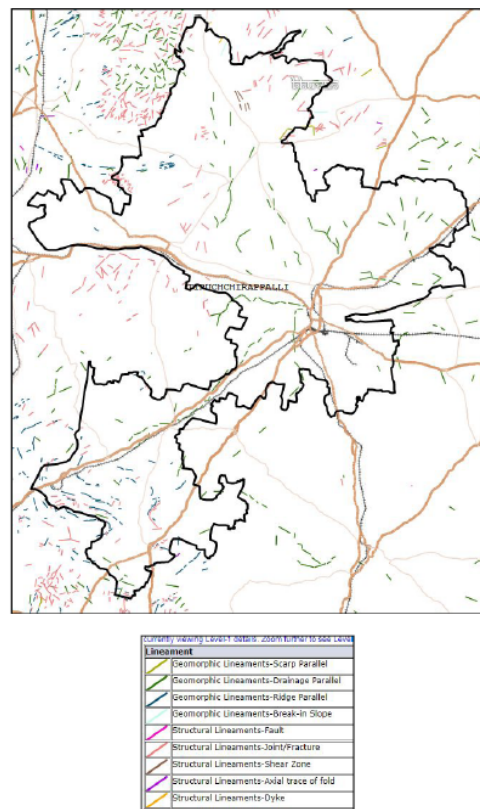 TIRUCHCHIRAPPALLI
currently viewing Level-1 details. Zoom further to see Level
Lineament
Geomorphic Lineaments-Scarp Parallel
Geomorphic Lineaments-Drainage Parallel
Geomorphic Lineaments-Ridge Parallel
Geomorphic Lineaments-Break-in Slope
Structural Lineaments-Fault
Structural Lineaments-Joint/Fracture
Structural Lineaments-Shear Zone
Structural Lineaments-Axial trace of fold
Structural Lineaments-Dyke